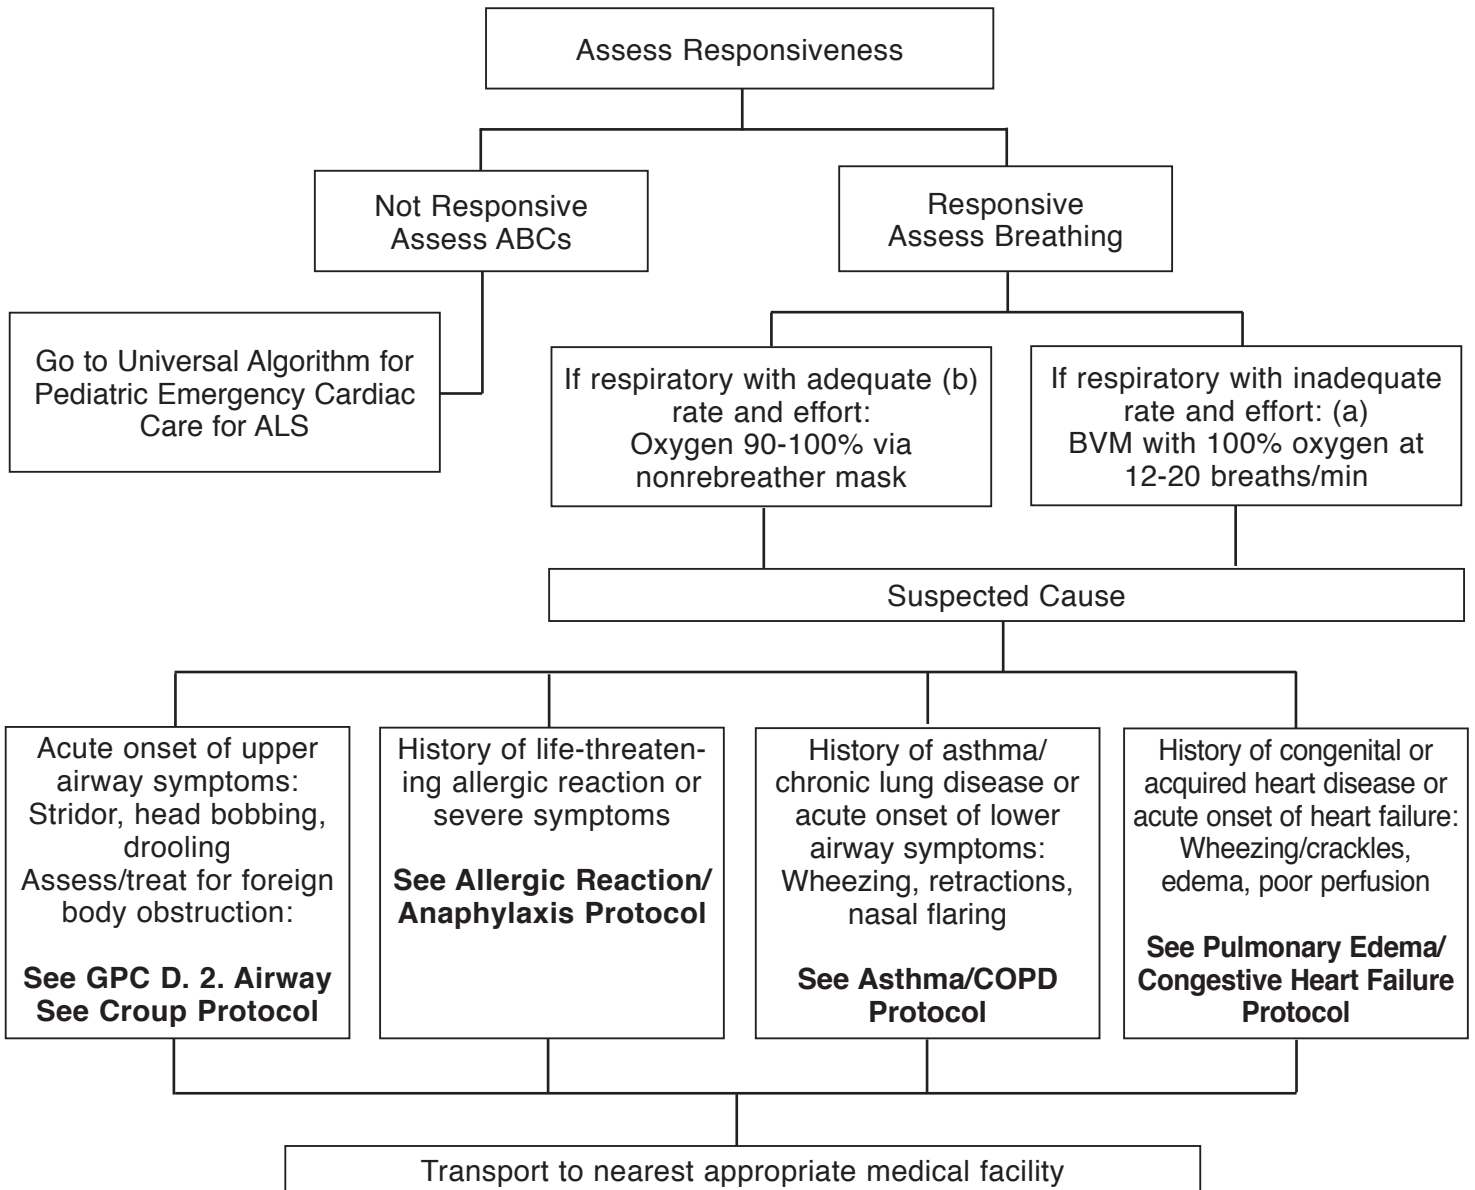 Assess Responsiveness
Not Responsive
Assess ABCs
Responsive
Assess Breathing
Go to Universal Algorithm for
Pediatric Emergency Cardiac
Care for ALS
If respiratory with adequate (b)
rate and effort:
Oxygen 90-100% via
nonrebreather mask
If respiratory with inadequate
rate and effort: (a)
BVM with 100% oxygen at
12-20 breaths/min
Suspected Cause
Acute onset of upper
airway symptoms:
Stridor, head bobbing,
drooling
Assess/treat for foreign
body obstruction:
See GPC D. 2. Airway
See Croup Protocol
History of life-threaten-
ing allergic reaction or
severe symptoms
See Allergic Reaction/
Anaphylaxis Protocol
History of asthma/
chronic lung disease or
acute onset of lower
airway symptoms:
Wheezing, retractions,
nasal flaring
See Asthma/COPD
Protocol
History of congenital or
acquired heart disease or
acute onset of heart failure:
Wheezing/crackles,
edema, poor perfusion
See Pulmonary Edema/
Congestive Heart Failure
Protocol
Transport to nearest appropriate medical facility